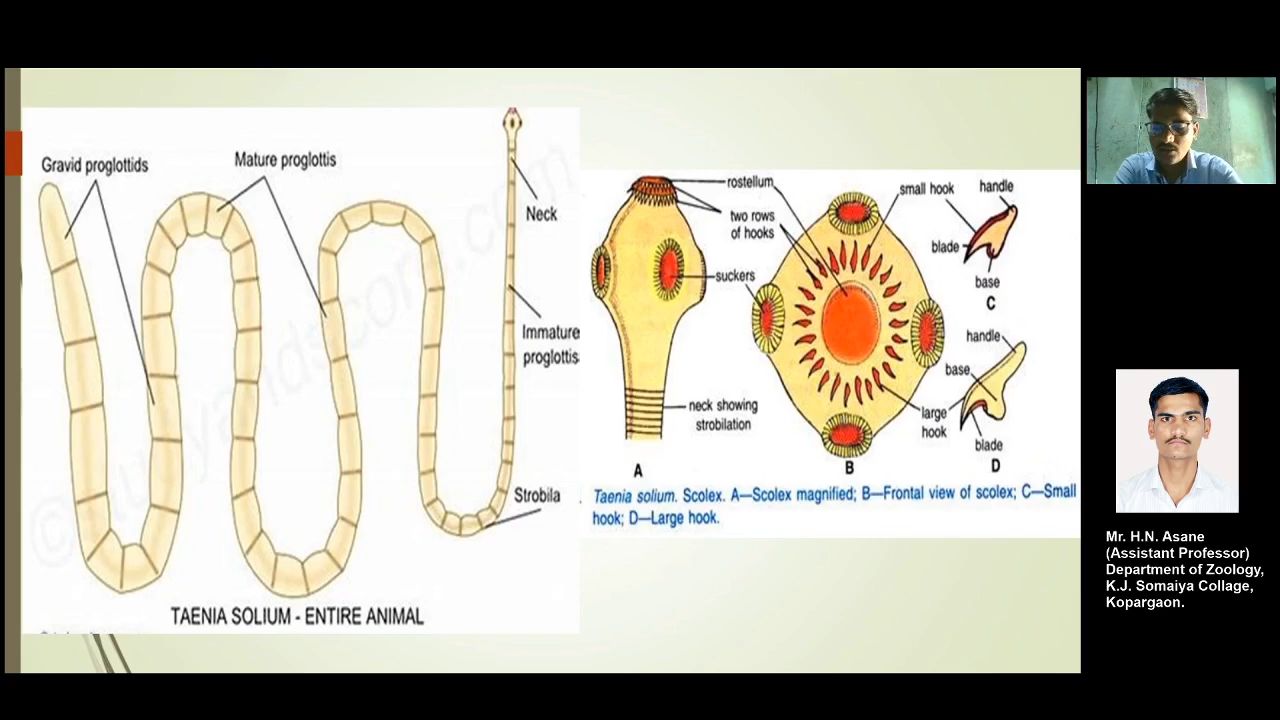 Gravid proglottids
Mature proglottis
Neck
Immature
proglottis
Strobila
TAENIA SOLIUM - ENTIRE ANIMAL
rostellum
two rows
of hooks
suckers
neck showing
strobilation
small hook
handle
blade
base
C
handle
base
large
hook
blade
A
B
D
Taenia solium. Scolex. A—Scolex magnified; B—Frontal view of scolex; C—Small
hook; D—Large hook.
Mr. H.N. Asane
(Assistant Professor)
Department of Zoology,
K.J. Somaiya Collage,
Kopargaon.